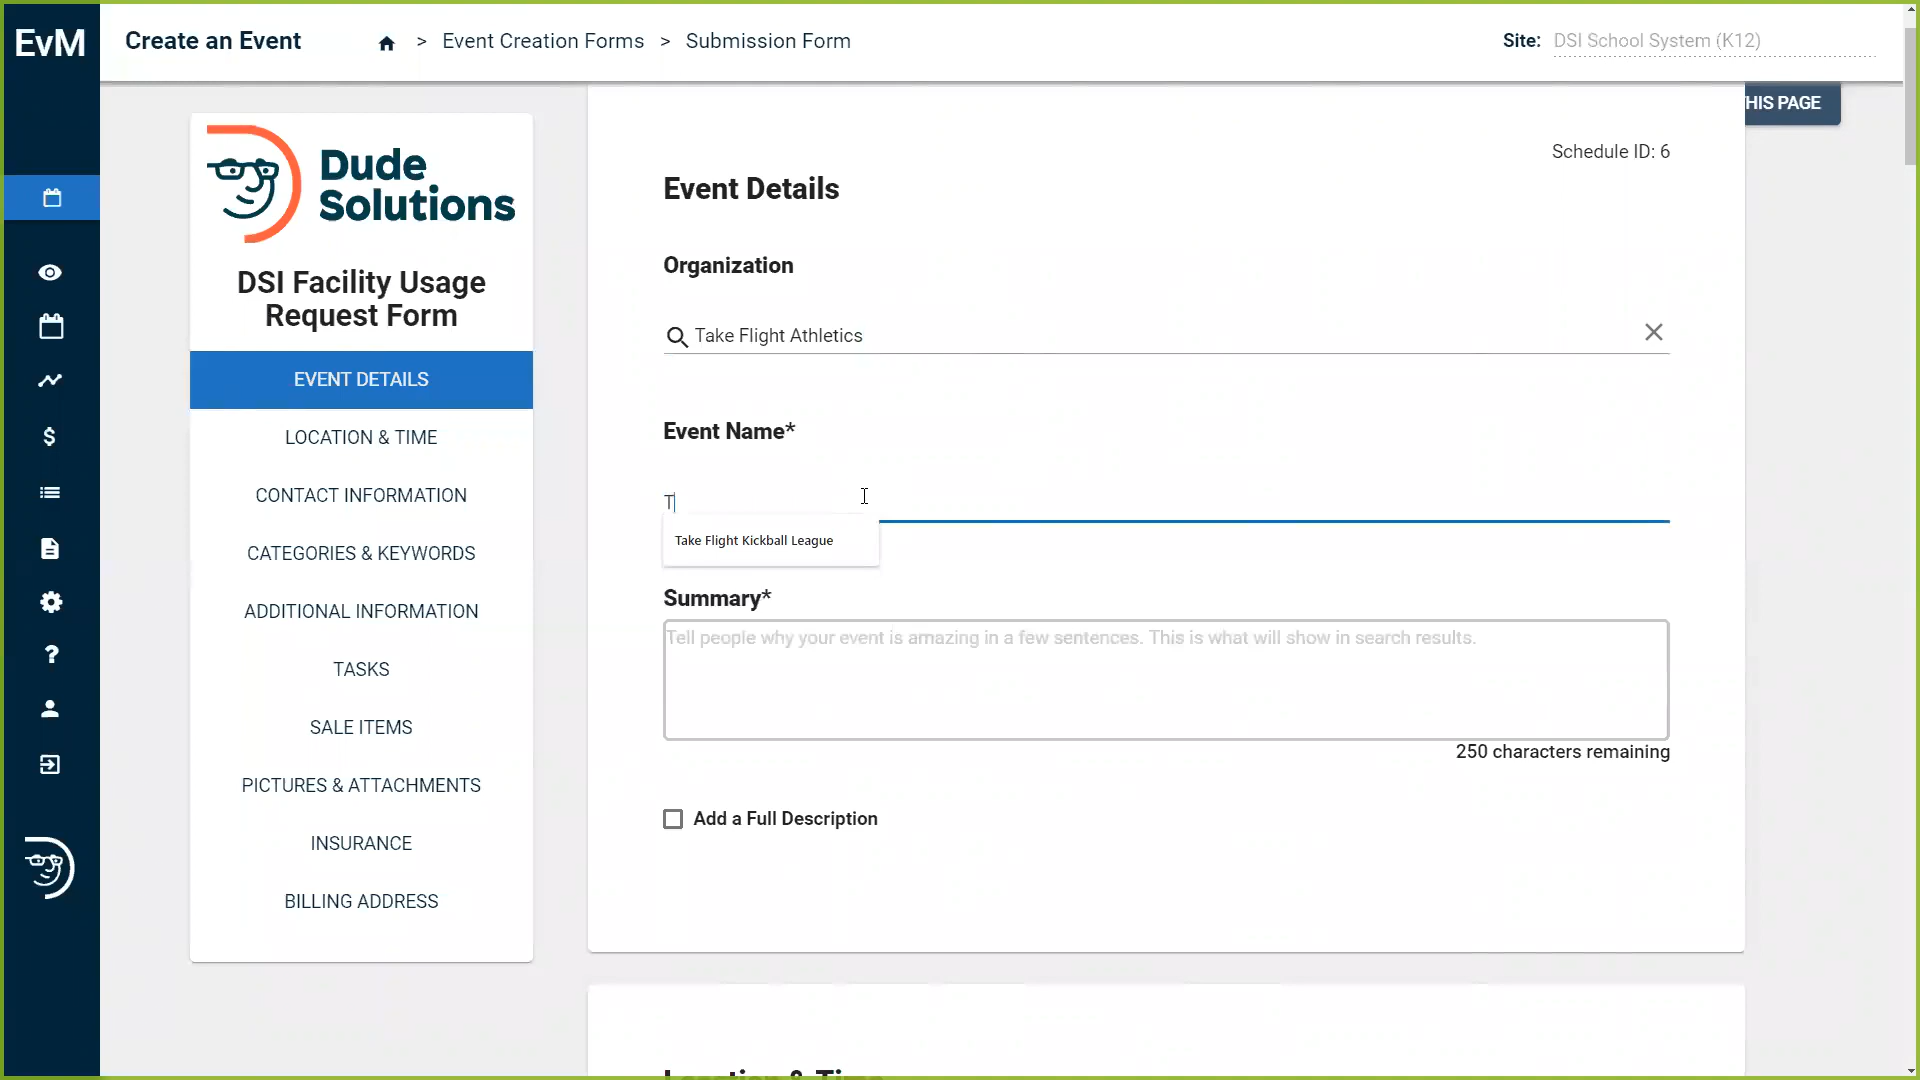 EvM
Create an Event
> Event Creation Forms > Submission Form
Site: DSI School System (K12)
HIS PAGE
Dude
Solutions
DSI Facility Usage
Request Form
EVENT DETAILS
LOCATION & TIME
CONTACT INFORMATION
CATEGORIES & KEYWORDS
ADDITIONAL INFORMATION
TASKS
SALE ITEMS
PICTURES & ATTACHMENTS
INSURANCE
BILLING ADDRESS
Schedule ID: 6
Event Details
Organization
Take Flight Athletics
Event Name*
T
Take Flight Kickball League
Summary*
Tell people why your event is amazing in a few sentences. This is what will show in search results.
250 characters remaining
Add a Full Description
Location & Time